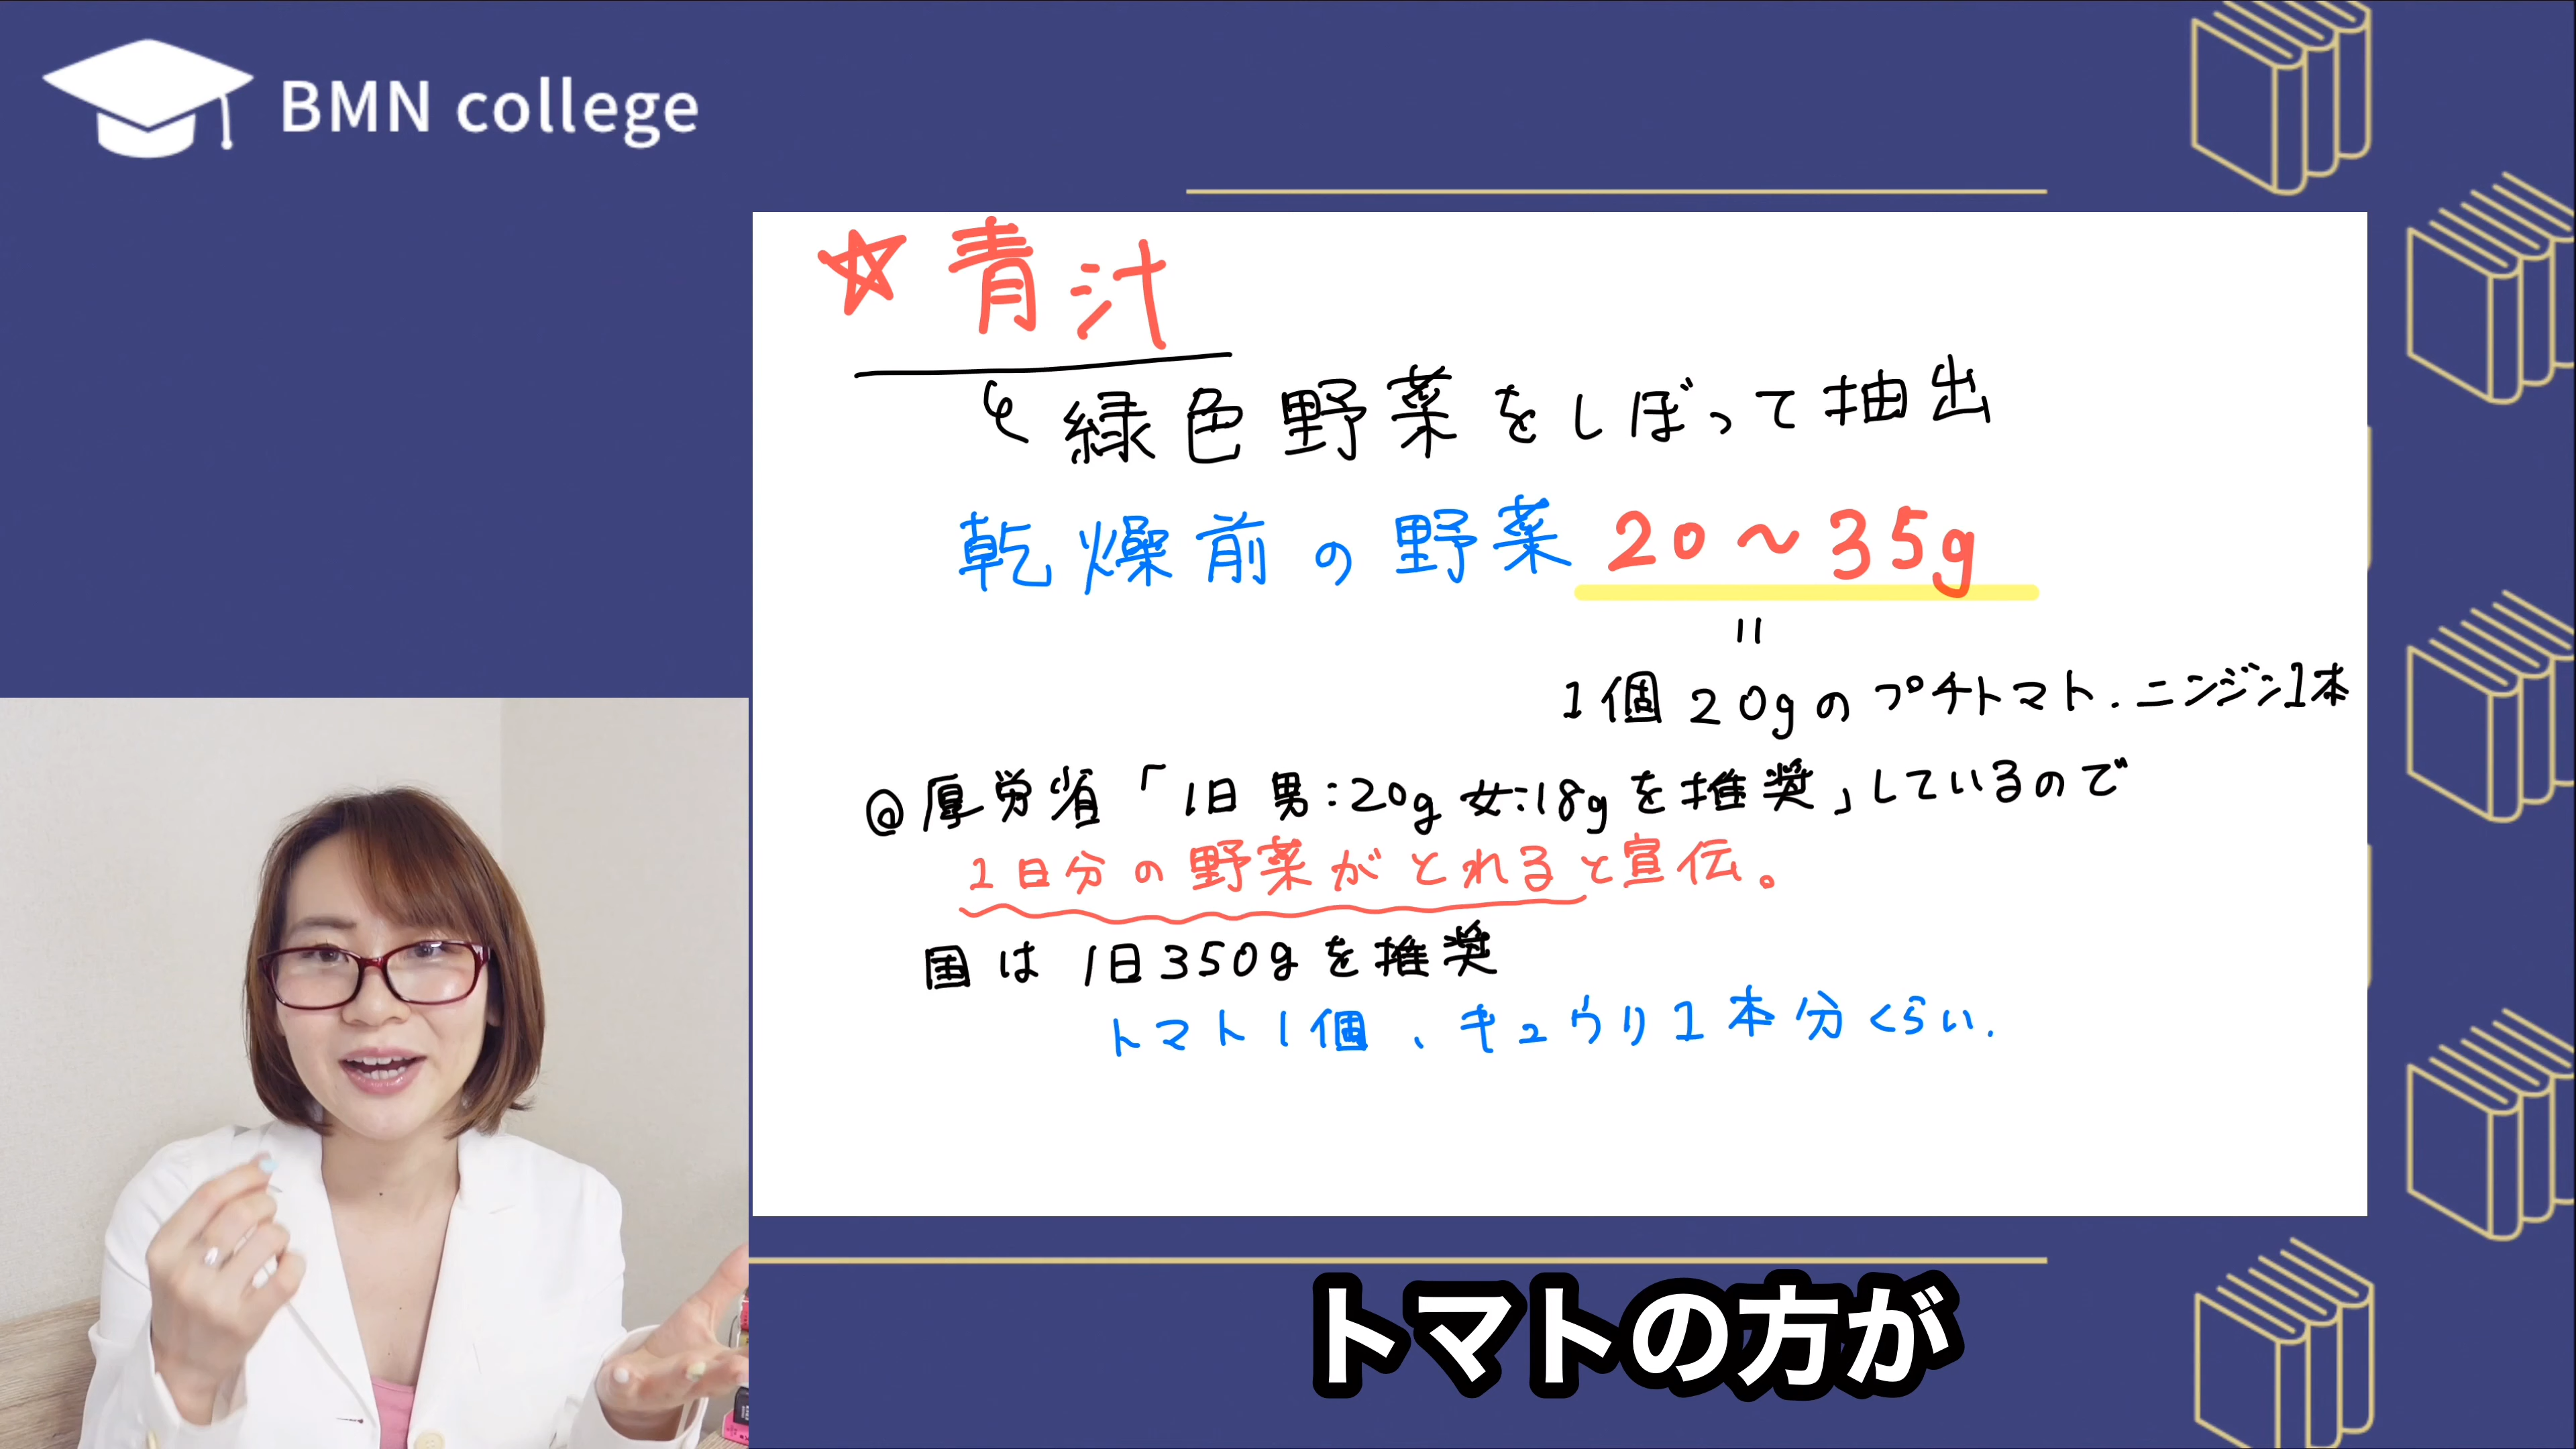 BMN college
☆青汁
緑色野菜をしぼって抽出
乾燥前の野菜 20〜35g
=
1個20gのプチトマト.ニンジン1本
@厚労省「1日男:20g 女:18gを推奨」しているので
1日分の野菜がとれると宣伝。
国は 1日350gを推奨
トマト1個、キュウリ1本分くらい.
トマトの方が